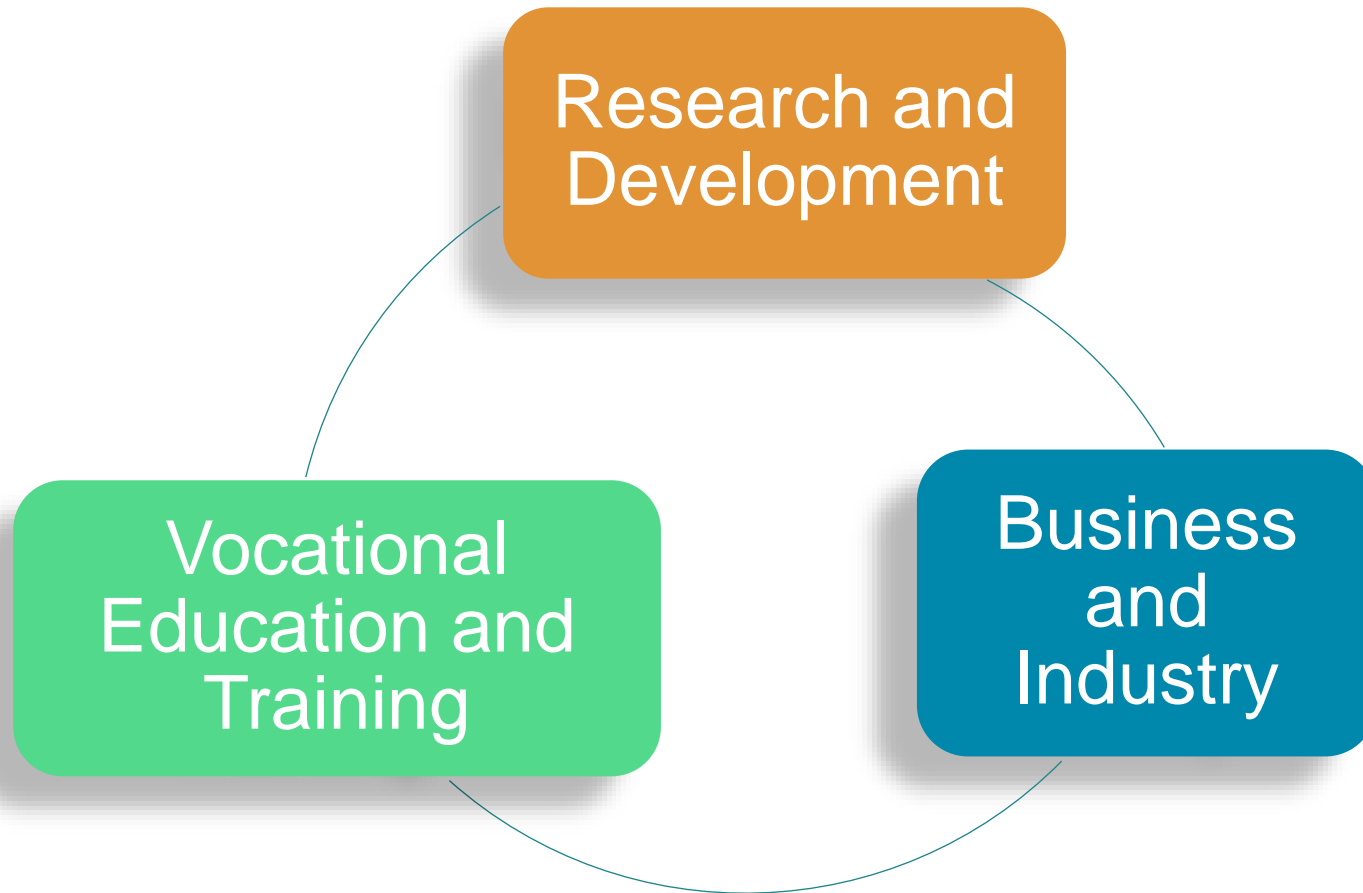 Research and
Development
Vocational
Education and
Training
Business
and
Industry